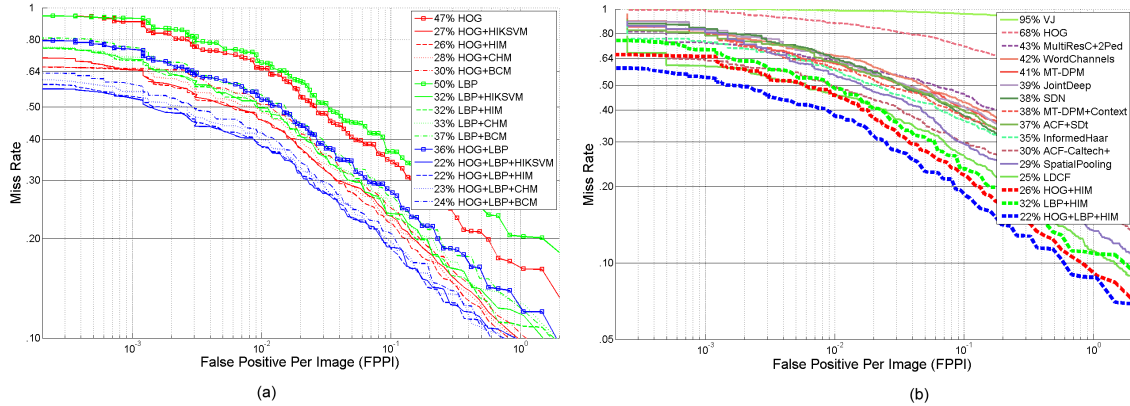 1
.80
.64
.50
.40
.30
.20
.10
10-3
10-2
10-1
100
Miss Rate
False Positive Per Image (FPPI)
47% HOG
27% HOG+HIKSVM
26% HOG+HIM
28% HOG+CHM
30% HOG+BCM
50% LBP
32% LBP+HIKSVM
32% LBP+HIM
33% LBP+CHM
37% LBP+BCM
36% HOG+LBP
22% HOG+LBP+HIKSVM
22% HOG+LBP+HIM
23% HOG+LBP+CHM
24% HOG+LBP+BCM
(a)
1
.80
.64
.50
.40
.30
.20
.10
.05
10-3
10-2
10-1
100
Miss Rate
False Positive Per Image (FPPI)
95% VJ
68% HOG
43% MultiResC+2Ped
42% WordChannels
41% MT-DPM
39% JointDeep
38% SDN
38% MT-DPM+Context
37% ACF+SDt
35% InformedHaar
30% ACF-Caltech+
29% SpatialPooling
25% LDCF
26% HOG+HIM
32% LBP+HIM
22% HOG+LBP+HIM
(b)